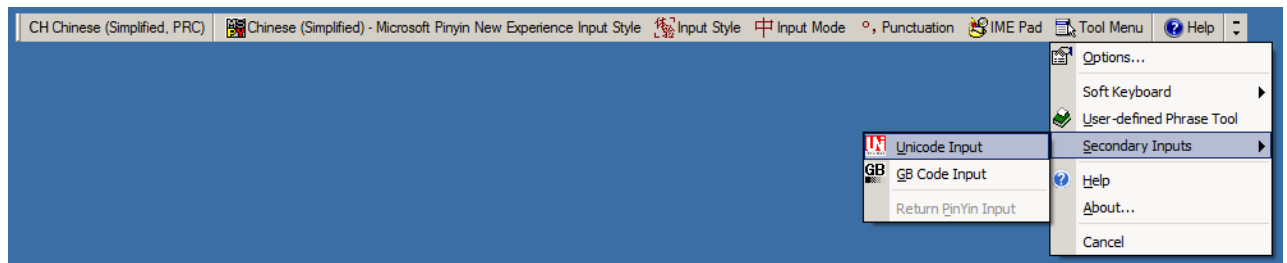 CH Chinese (Simplified, PRC) Chinese (Simplified) - Microsoft Pinyin New Experience Input Style Input Style 中 Input Mode °, Punctuation IME Pad Tool Menu Help
Options...
Soft Keyboard
User-defined Phrase Tool
Secondary Inputs
Unicode Input
GB GB Code Input
Return PinYin Input
Help
About...
Cancel